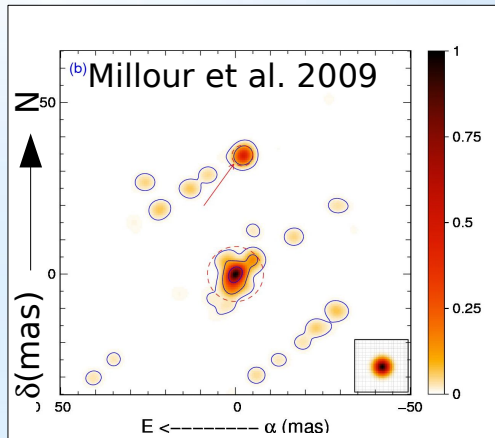 (b) Millour et al. 2009
N
δ(mas)
50
0
50
0
−50
E <-------- α (mas)
1
0.75
0.5
0.25
0